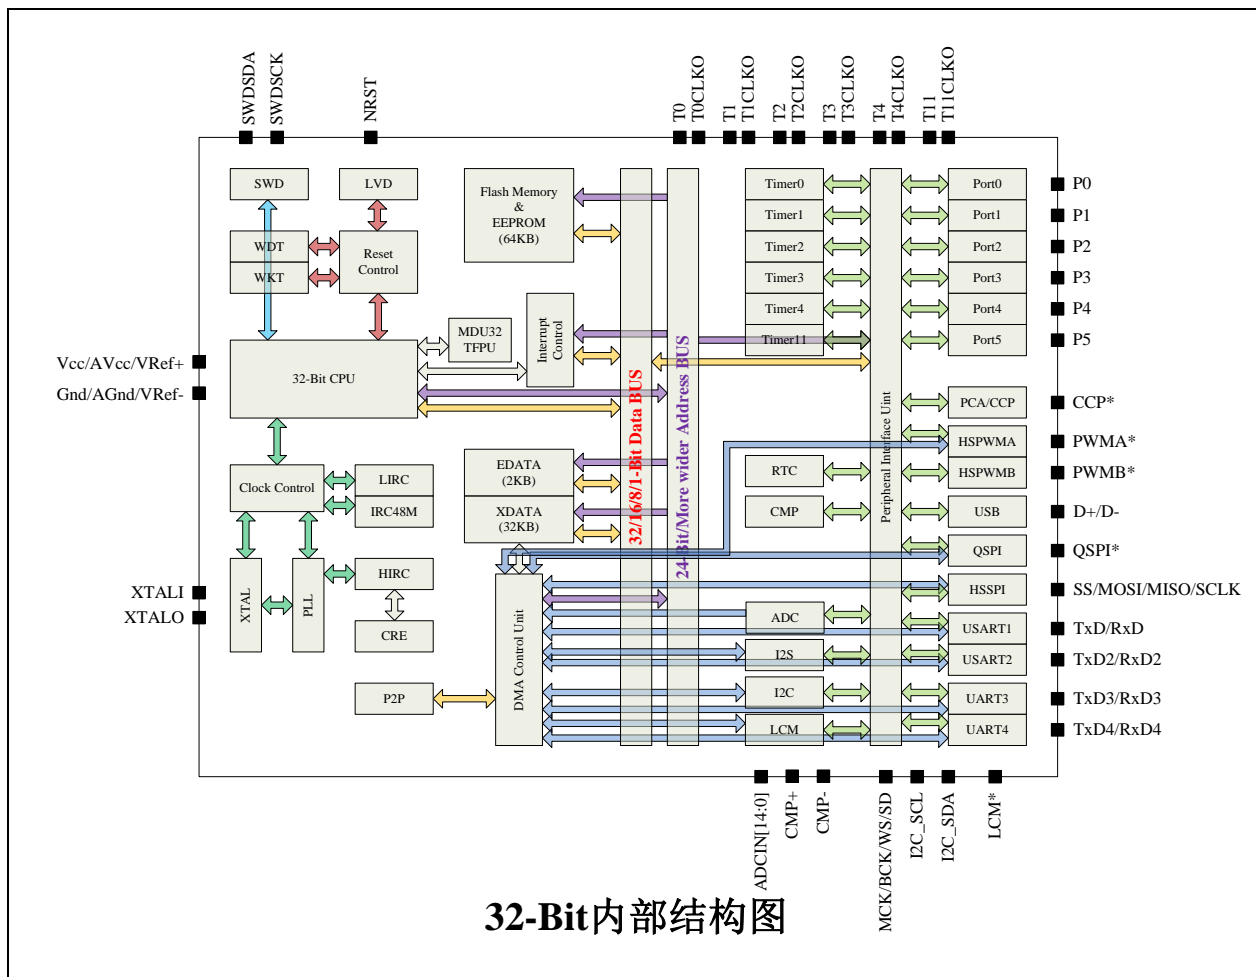 SWDSDA
SWDSCK
NRST
T0
T0CLKO
T1
T1CLKO
T2
T2CLKO
T3
T3CLKO
T4
T4CLKO
T11
T11CLKO
SWD
LVD
WDT
WKT
Reset
Control
Flash Memory
&
EEPROM
(64KB)
Timer0
Timer1
Timer2
Timer3
Timer4
Timer11
Port0
Port1
Port2
Port3
Port4
Port5
P0
P1
P2
P3
P4
P5
Vcc/AVcc/VRef+
Gnd/AGnd/VRef-
32-Bit CPU
MDU32
TFPU
Interrupt
Control
32/16/8/1-Bit Data BUS
24-Bit/More wider Address BUS
Peripheral Interface Uint
PCA/CCP
CCP*
HSPWMA
PWMA*
HSPWMB
PWMB*
Clock Control
LIRC
IRC48M
EDATA
(2KB)
XDATA
(32KB)
RTC
CMP
USB
D+/D-
QSPI
QSPI*
XTALI
XTALO
XTAL
PLL
HIRC
CRE
P2P
DMA Control Unit
ADC
I2S
I2C
LCM
HSSPI
SS/MOSI/MISO/SCLK
USART1
TxD/RxD
USART2
TxD2/RxD2
UART3
TxD3/RxD3
UART4
TxD4/RxD4
ADCIN[14:0]
CMP+
CMP-
MCK/BCK/WS/SD
I2C_SCL
I2C_SDA
LCM*
32-Bit内部结构图